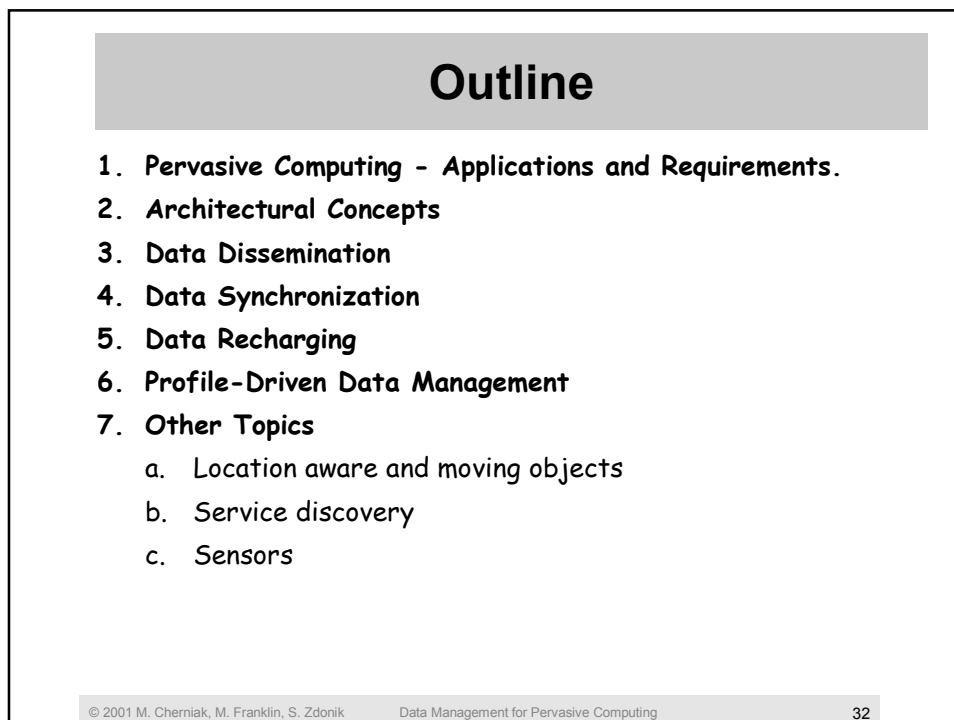 Outline
1. Pervasive Computing - Applications and Requirements.
2. Architectural Concepts
3. Data Dissemination
4. Data Synchronization
5. Data Recharging
6. Profile-Driven Data Management
7. Other Topics
a. Location aware and moving objects
b. Service discovery
c. Sensors
© 2001 M. Cherniak, M. Franklin, S. Zdonik Data Management for Pervasive Computing 32